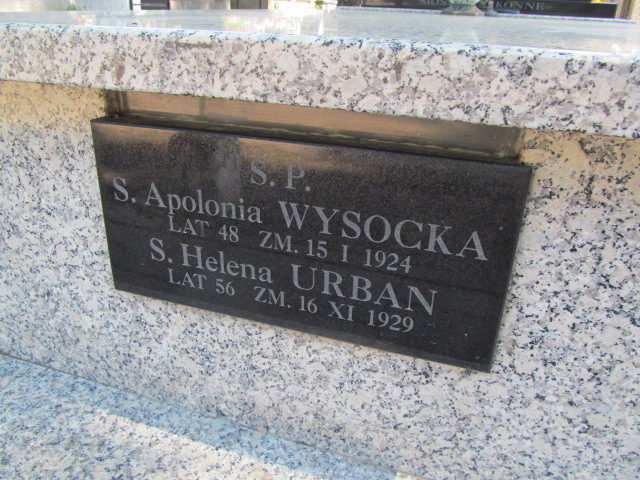 S. P.
S. Apolonia WYSOCKA
LAT 48 ZM. 15 I 1924
S. Helena URBAN
LAT 56 ZM. 16 XI 1929